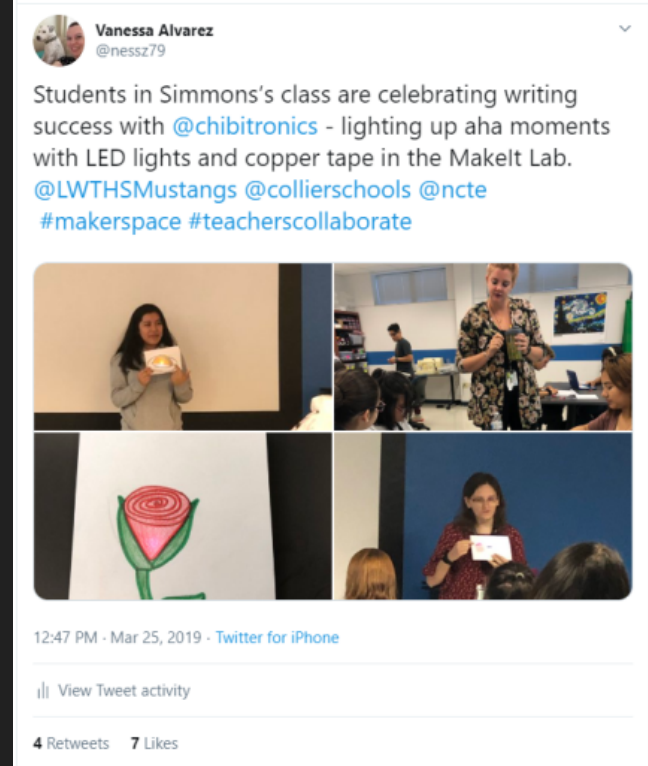 Vanessa Alvarez
@nessz79
Students in Simmons's class are celebrating writing
success with @chibitronics - lighting up aha moments
with LED lights and copper tape in the MakeIt Lab.
@LWTHSMustangs @collierschools @ncte
#makerspace #teacherscollaborate
12:47 PM · Mar 25, 2019 · Twitter for iPhone
View Tweet activity
4 Retweets 7 Likes